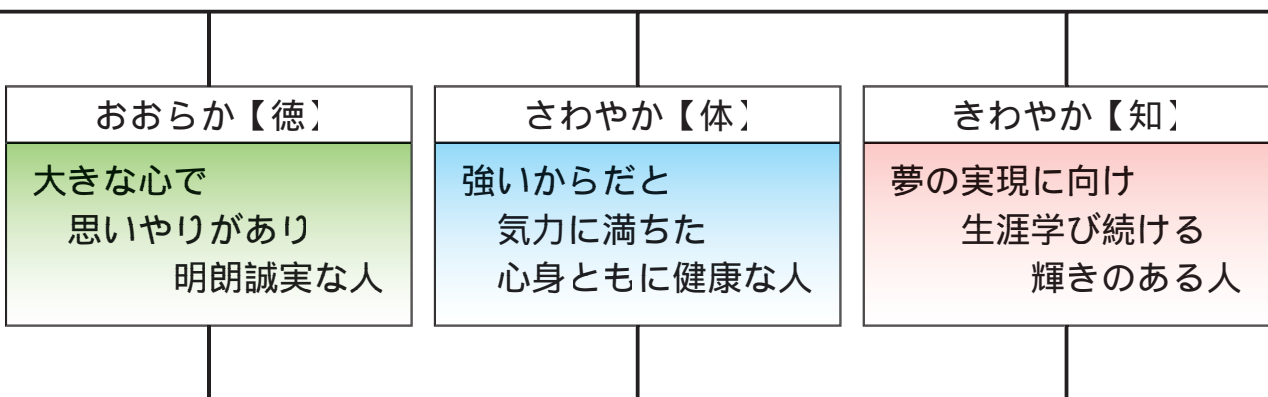 おおらか【徳】
大きな心で
思いやりがあり
明朗誠実な人
さわやか【体】
強いからだと
気力に満ちた
心身ともに健康な人
きわやか【知】
夢の実現に向け
生涯学び続ける
輝きのある人